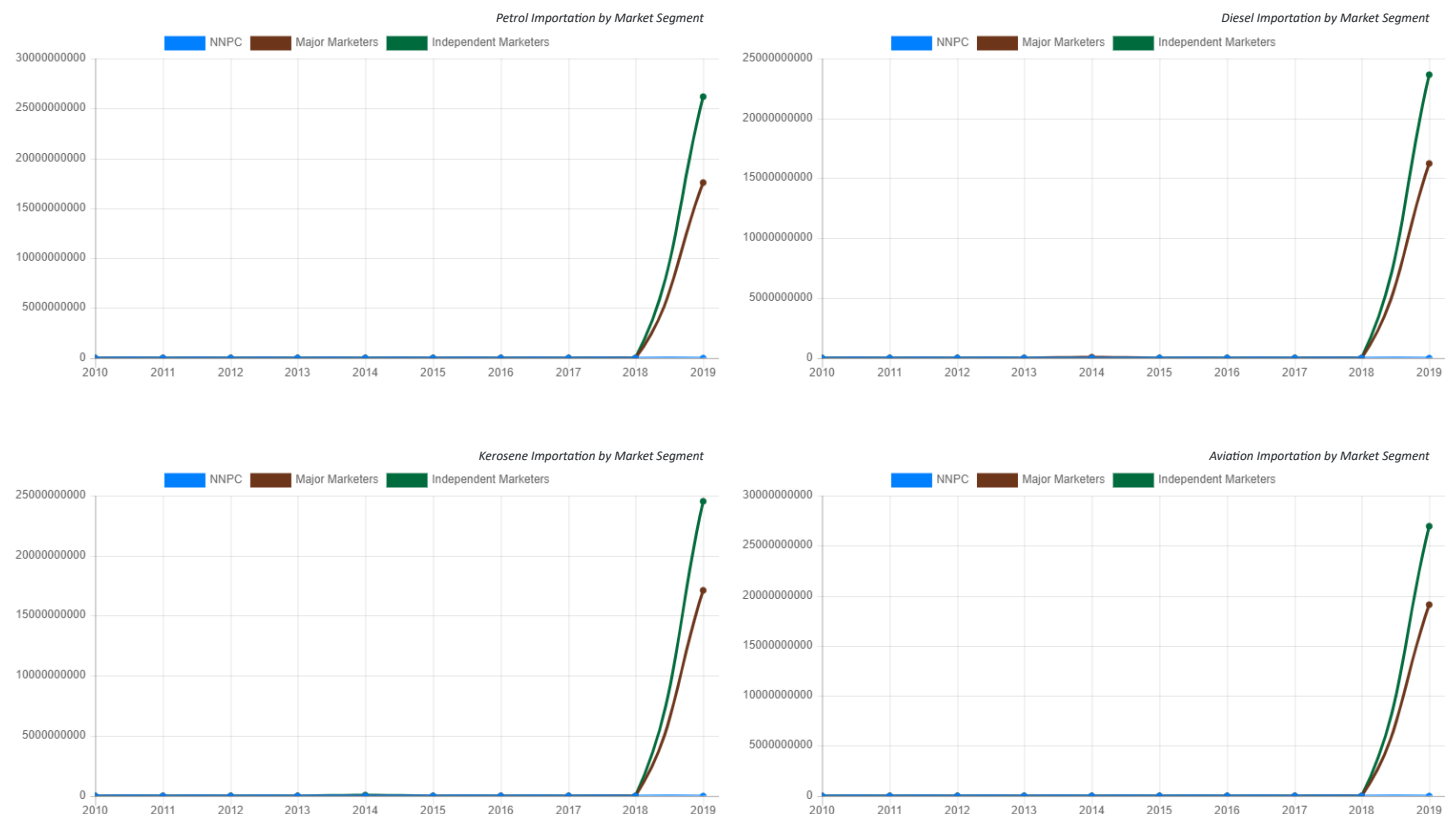 Petrol Importation by Market Segment
NNPC Major Marketers Independent Marketers
30000000000
25000000000
20000000000
15000000000
10000000000
5000000000
0
2010 2011 2012 2013 2014 2015 2016 2017 2018 2019
Diesel Importation by Market Segment
NNPC Major Marketers Independent Marketers
25000000000
20000000000
15000000000
10000000000
5000000000
0
2010 2011 2012 2013 2014 2015 2016 2017 2018 2019
Kerosene Importation by Market Segment
NNPC Major Marketers Independent Marketers
25000000000
20000000000
15000000000
10000000000
5000000000
0
2010 2011 2012 2013 2014 2015 2016 2017 2018 2019
Aviation Importation by Market Segment
NNPC Major Marketers Independent Marketers
30000000000
25000000000
20000000000
15000000000
10000000000
5000000000
0
2010 2011 2012 2013 2014 2015 2016 2017 2018 2019